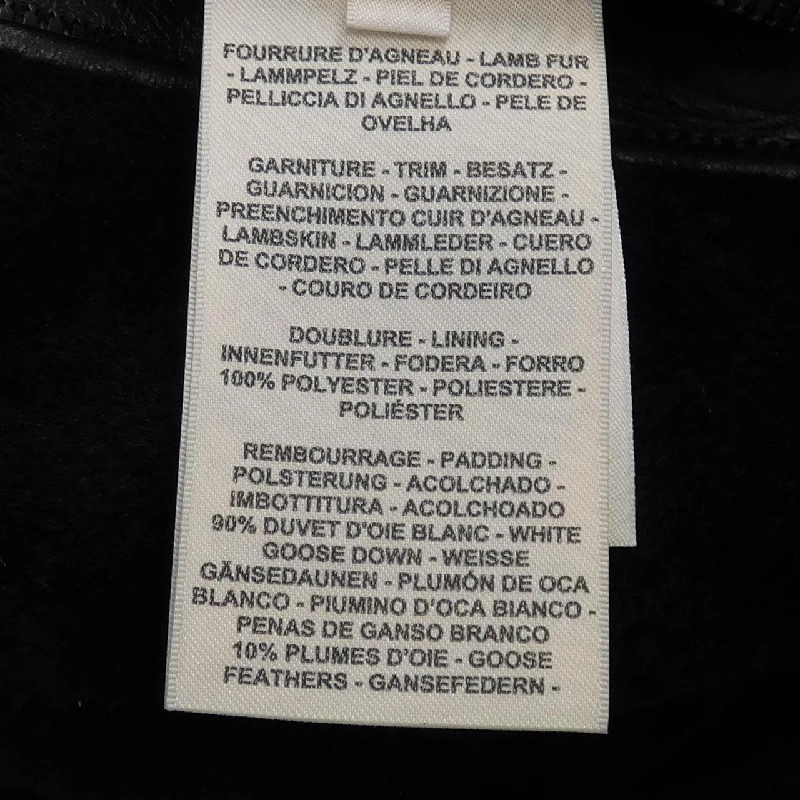 FOURRURE D'AGNEAU - LAMB FUR
- LAMMPELZ - PIEL DE CORDERO -
PELLICCIA DI AGNELLO - PELE DE
OVELHA
GARNITURE - TRIM - BESATZ -
GUARNICION - GUARNIZIONE -
PREENCHIMENTO CUIR D'AGNEAU -
LAMBSKIN - LAMMLEDER - CUERO
DE CORDERO - PELLE DI AGNELLO
- COURO DE CORDEIRO
DOUBLURE - LINING -
INNENFUTTER - FODERA - FORRO
100% POLYESTER - POLIESTERE -
POLIÉSTER
REMBOURRAGE - PADDING -
POLSTERUNG - ACOLCHADO -
IMBOTTITURA - ACOLCHOADO
90% DUVET D'OIE BLANC - WHITE
GOOSE DOWN - WEISSE
GÄNSEDAUNEN - PLUMÓN DE OCA
BLANCO - PIUMINO D'OCA BIANCO -
PENAS DE GANSO BRANCO
10% PLUMES D'OIE - GOOSE
FEATHERS - GANSEFEDERN -